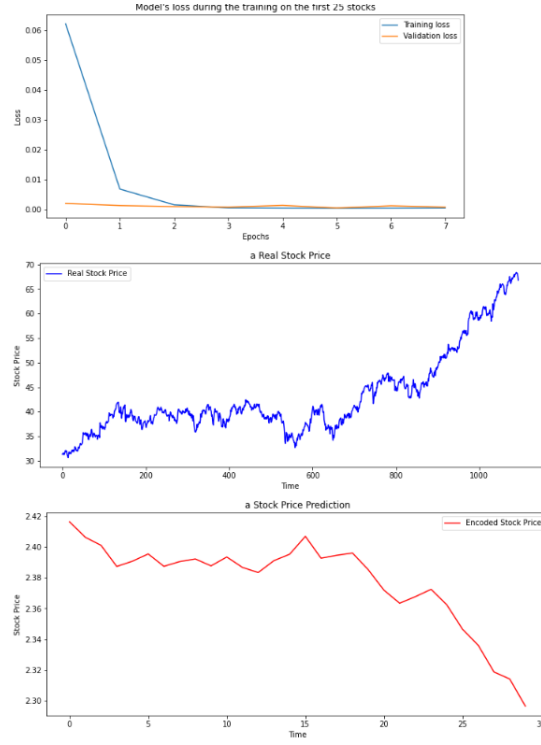 Model's loss during the training on the first 25 stocks
Training loss
Validation loss
0.06
0.05
0.04
0.03
0.02
0.01
0.00
Loss
0 1 2 3 4 5 6 7
Epochs
a Real Stock Price
Real Stock Price
70
65
60
55
50
45
40
35
30
Stock Price
0 200 400 600 800 1000
Time
a Stock Price Prediction
Encoded Stock Price
2.42
2.40
2.38
2.36
2.34
2.32
2.30
Stock Price
0 5 10 15 20 25 3
Time